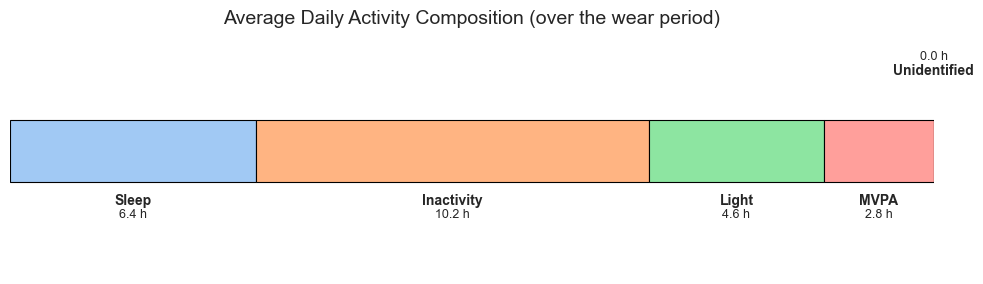 Average Daily Activity Composition (over the wear period)
0.0 h
Unidentified
Sleep
6.4 h
Inactivity
10.2 h
Light
4.6 h
MVPA
2.8 h